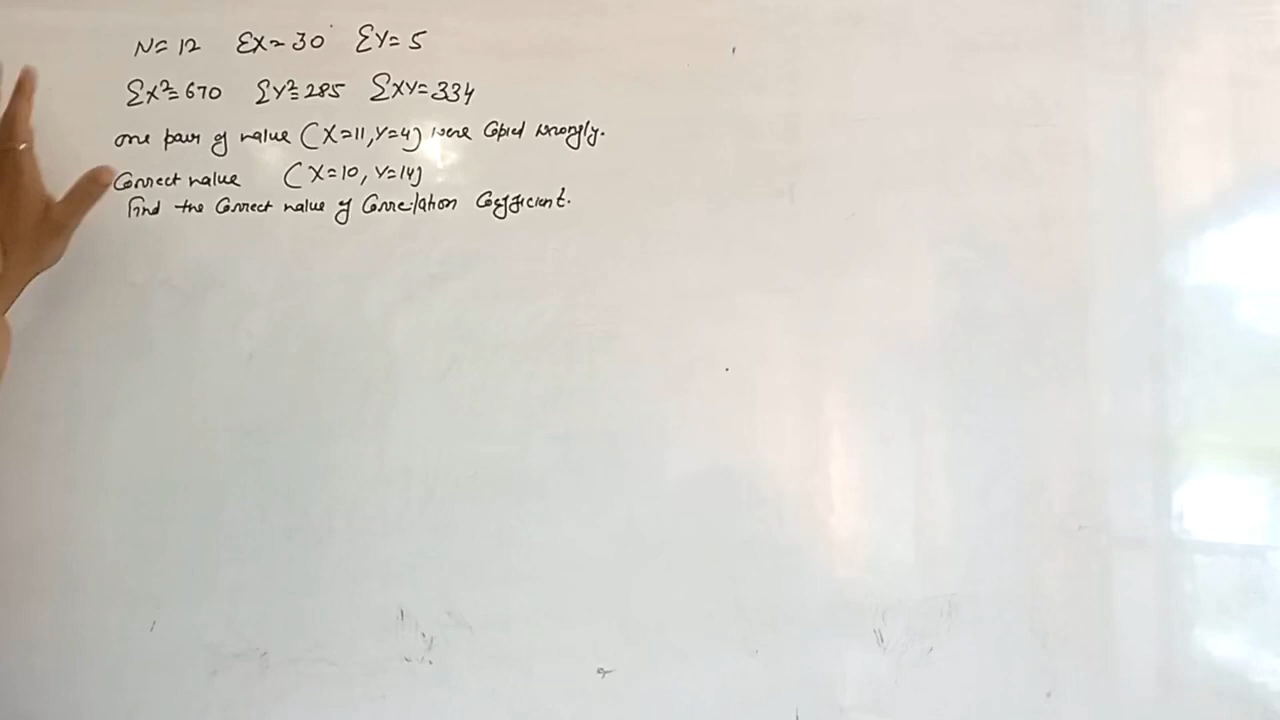 N= 12 ΣX= 30 ΣY= 5
ΣX²= 670 ΣY²= 285 ΣXY= 334
one pair of value (X=11, Y=4) were Copied wrongly.
Correct value (X=10, Y=14)
Find the Correct value of Correlation Coefficient.